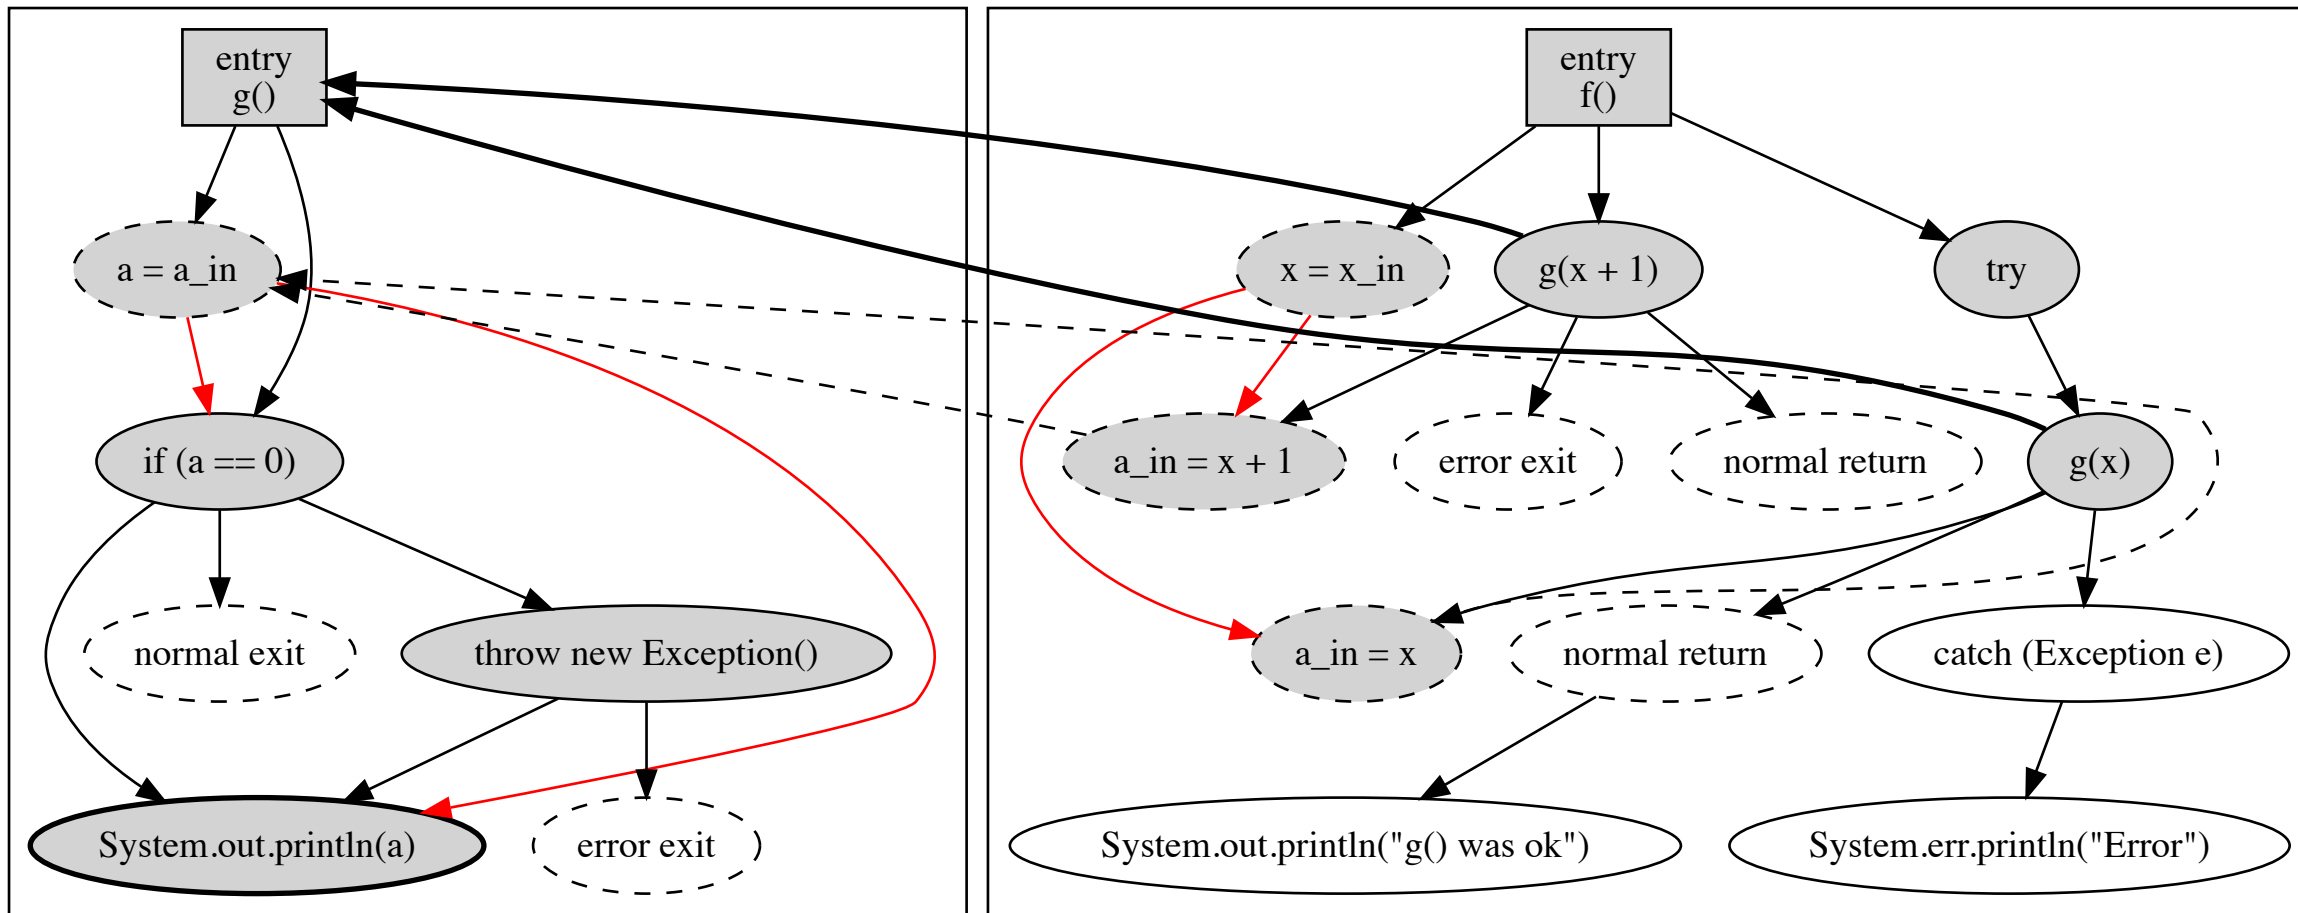 entry
g()
a = a_in
if (a == 0)
normal exit
throw new Exception()
System.out.println(a)
error exit
entry
f()
x = x_in
g(x + 1)
try
a_in = x + 1
error exit
normal return
g(x)
a_in = x
normal return
catch (Exception e)
System.out.println("g() was ok")
System.err.println("Error")